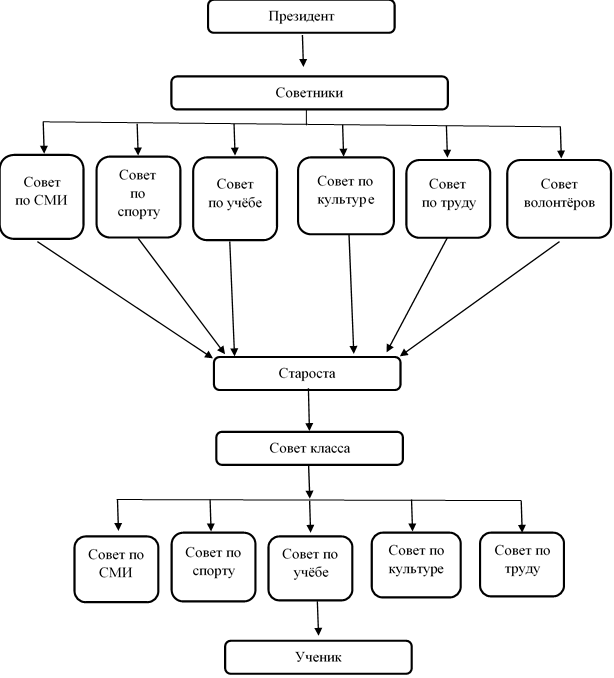 Президент
Советники
Совет
по СМИ
Совет
по
спорту
Совет
по учёбе
Совет по
культуре
Совет
по труду
Совет
волонтёров
Староста
Совет класса
Совет по
СМИ
Совет по
спорту
Совет по
учёбе
Совет по
культуре
Совет по
труду
Ученик